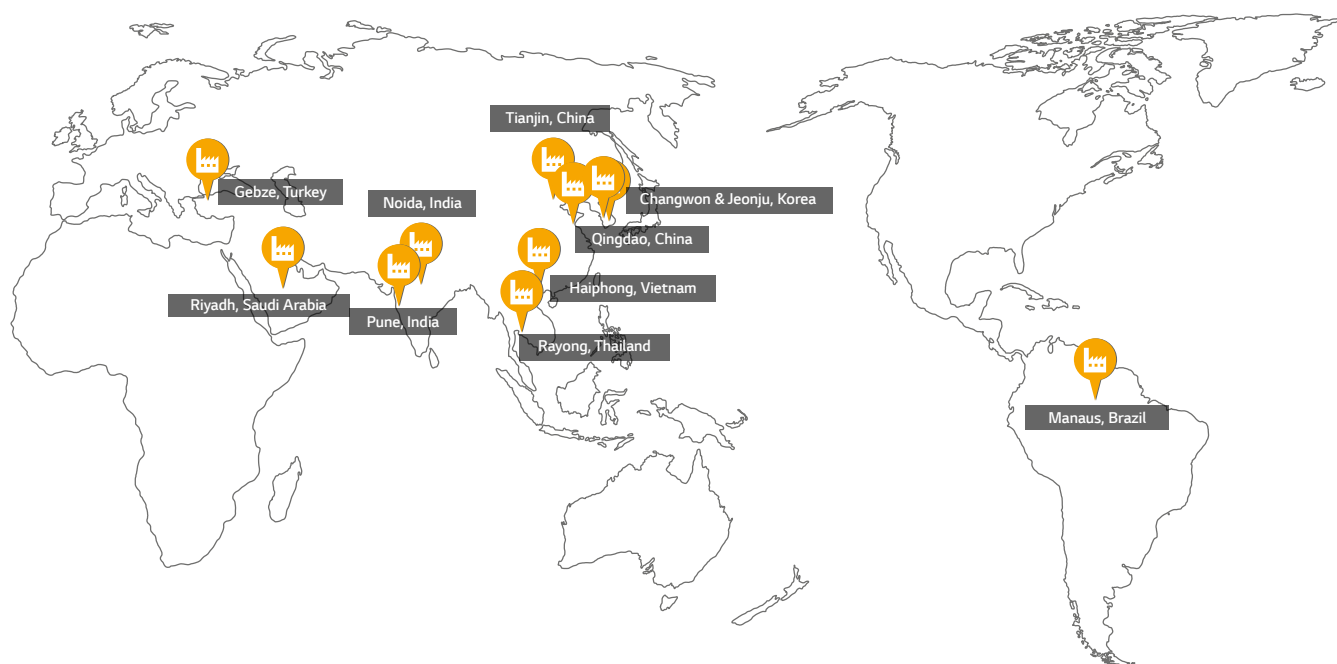 Tianjin, China
Gebze, Turkey
Changwon & Jeonju, Korea
Noida, India
Qingdao, China
Haiphong, Vietnam
Riyadh, Saudi Arabia
Pune, India
Rayong, Thailand
Manaus, Brazil